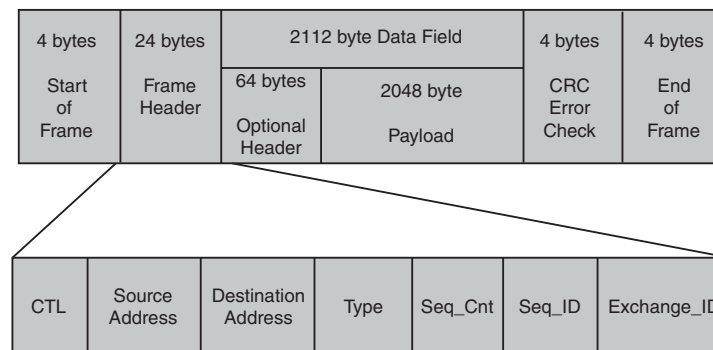 4 bytes
Start
of
Frame
24 bytes
Frame
Header
2112 byte Data Field
64 bytes
Optional
Header
2048 byte
Payload
4 bytes
CRC
Error
Check
4 bytes
End
of
Frame
CTL
Source
Address
Destination
Address
Type
Seq_Cnt
Seq_ID
Exchange_ID